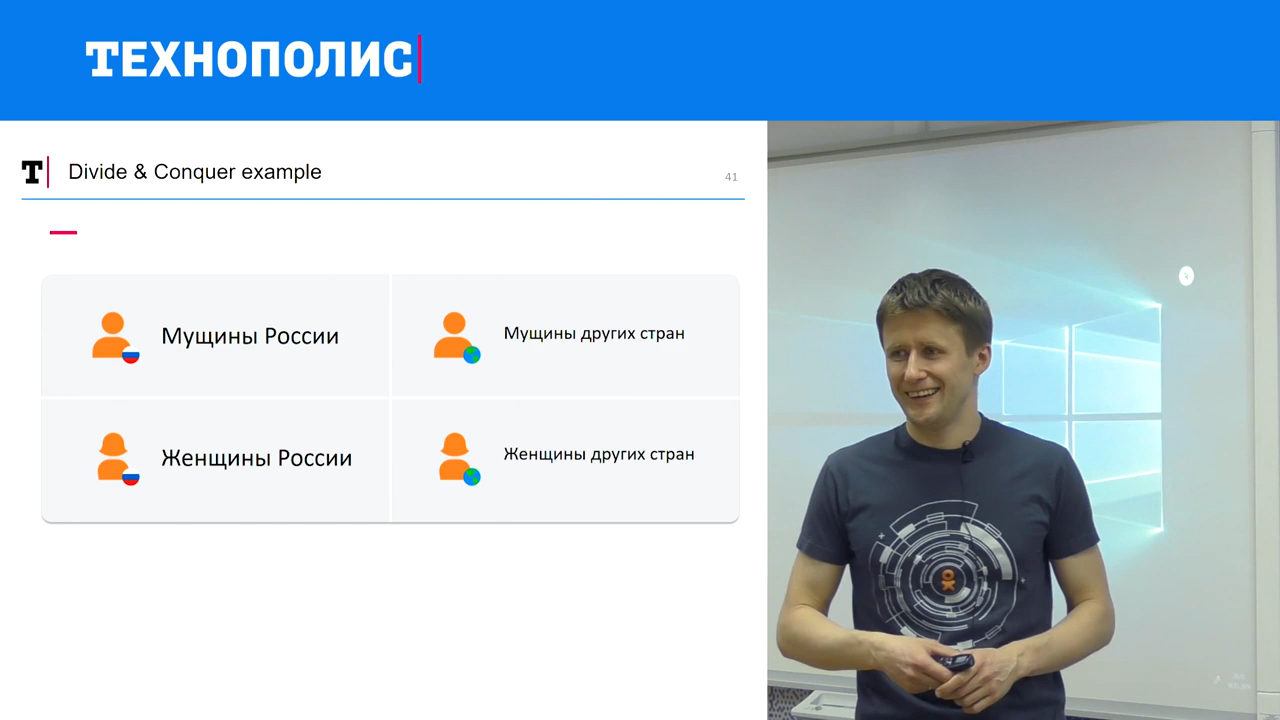 ТЕХНОПОЛИС
T
Divide & Conquer example
41
Мущины России
Мущины других стран
Женщины России
Женщины других стран